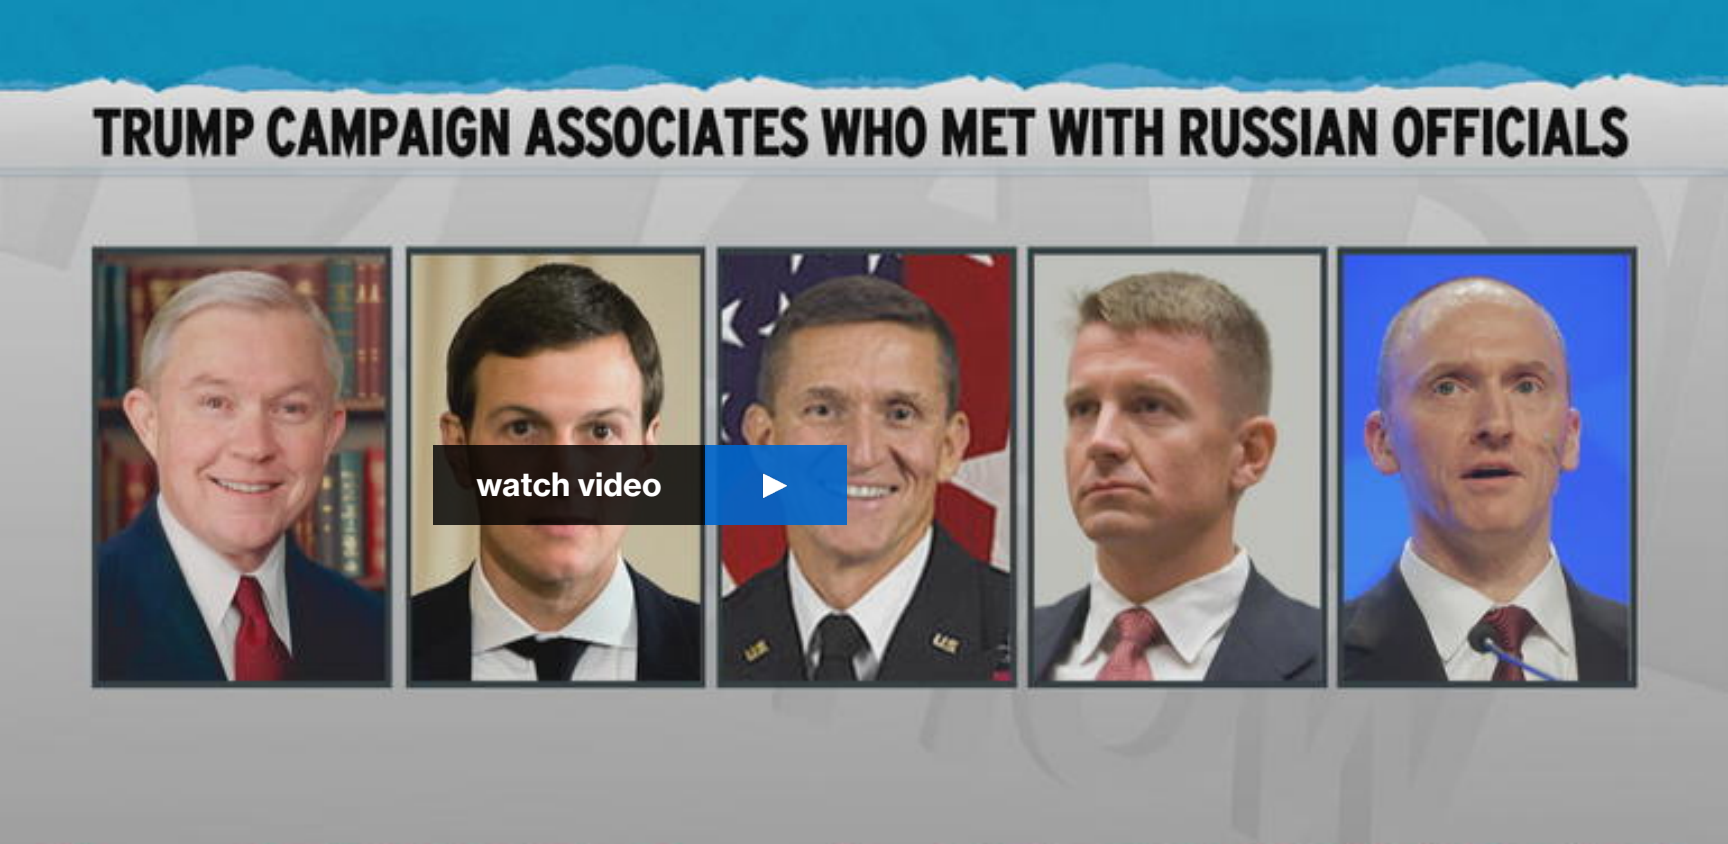 TRUMP CAMPAIGN ASSOCIATES WHO MET WITH RUSSIAN OFFICIALS
watch video
U.S.
U.S.